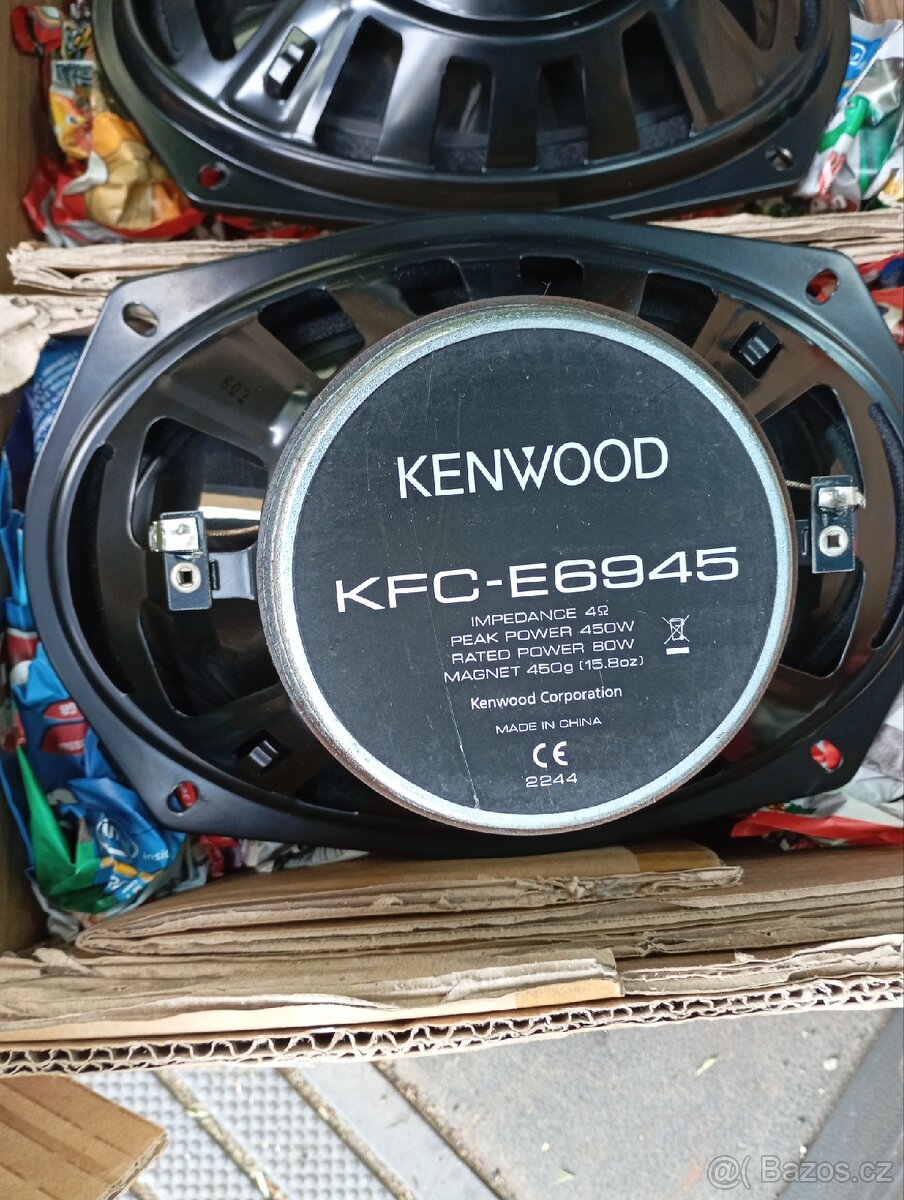 602
KENWOOD
KFC-E6945
IMPEDANCE 4Ω
PEAK POWER 450W
RATED POWER 80W
MAGNET 450g (15.8oz)
Kenwood Corporation
MADE IN CHINA
CE
2244
@( Bazos.cz